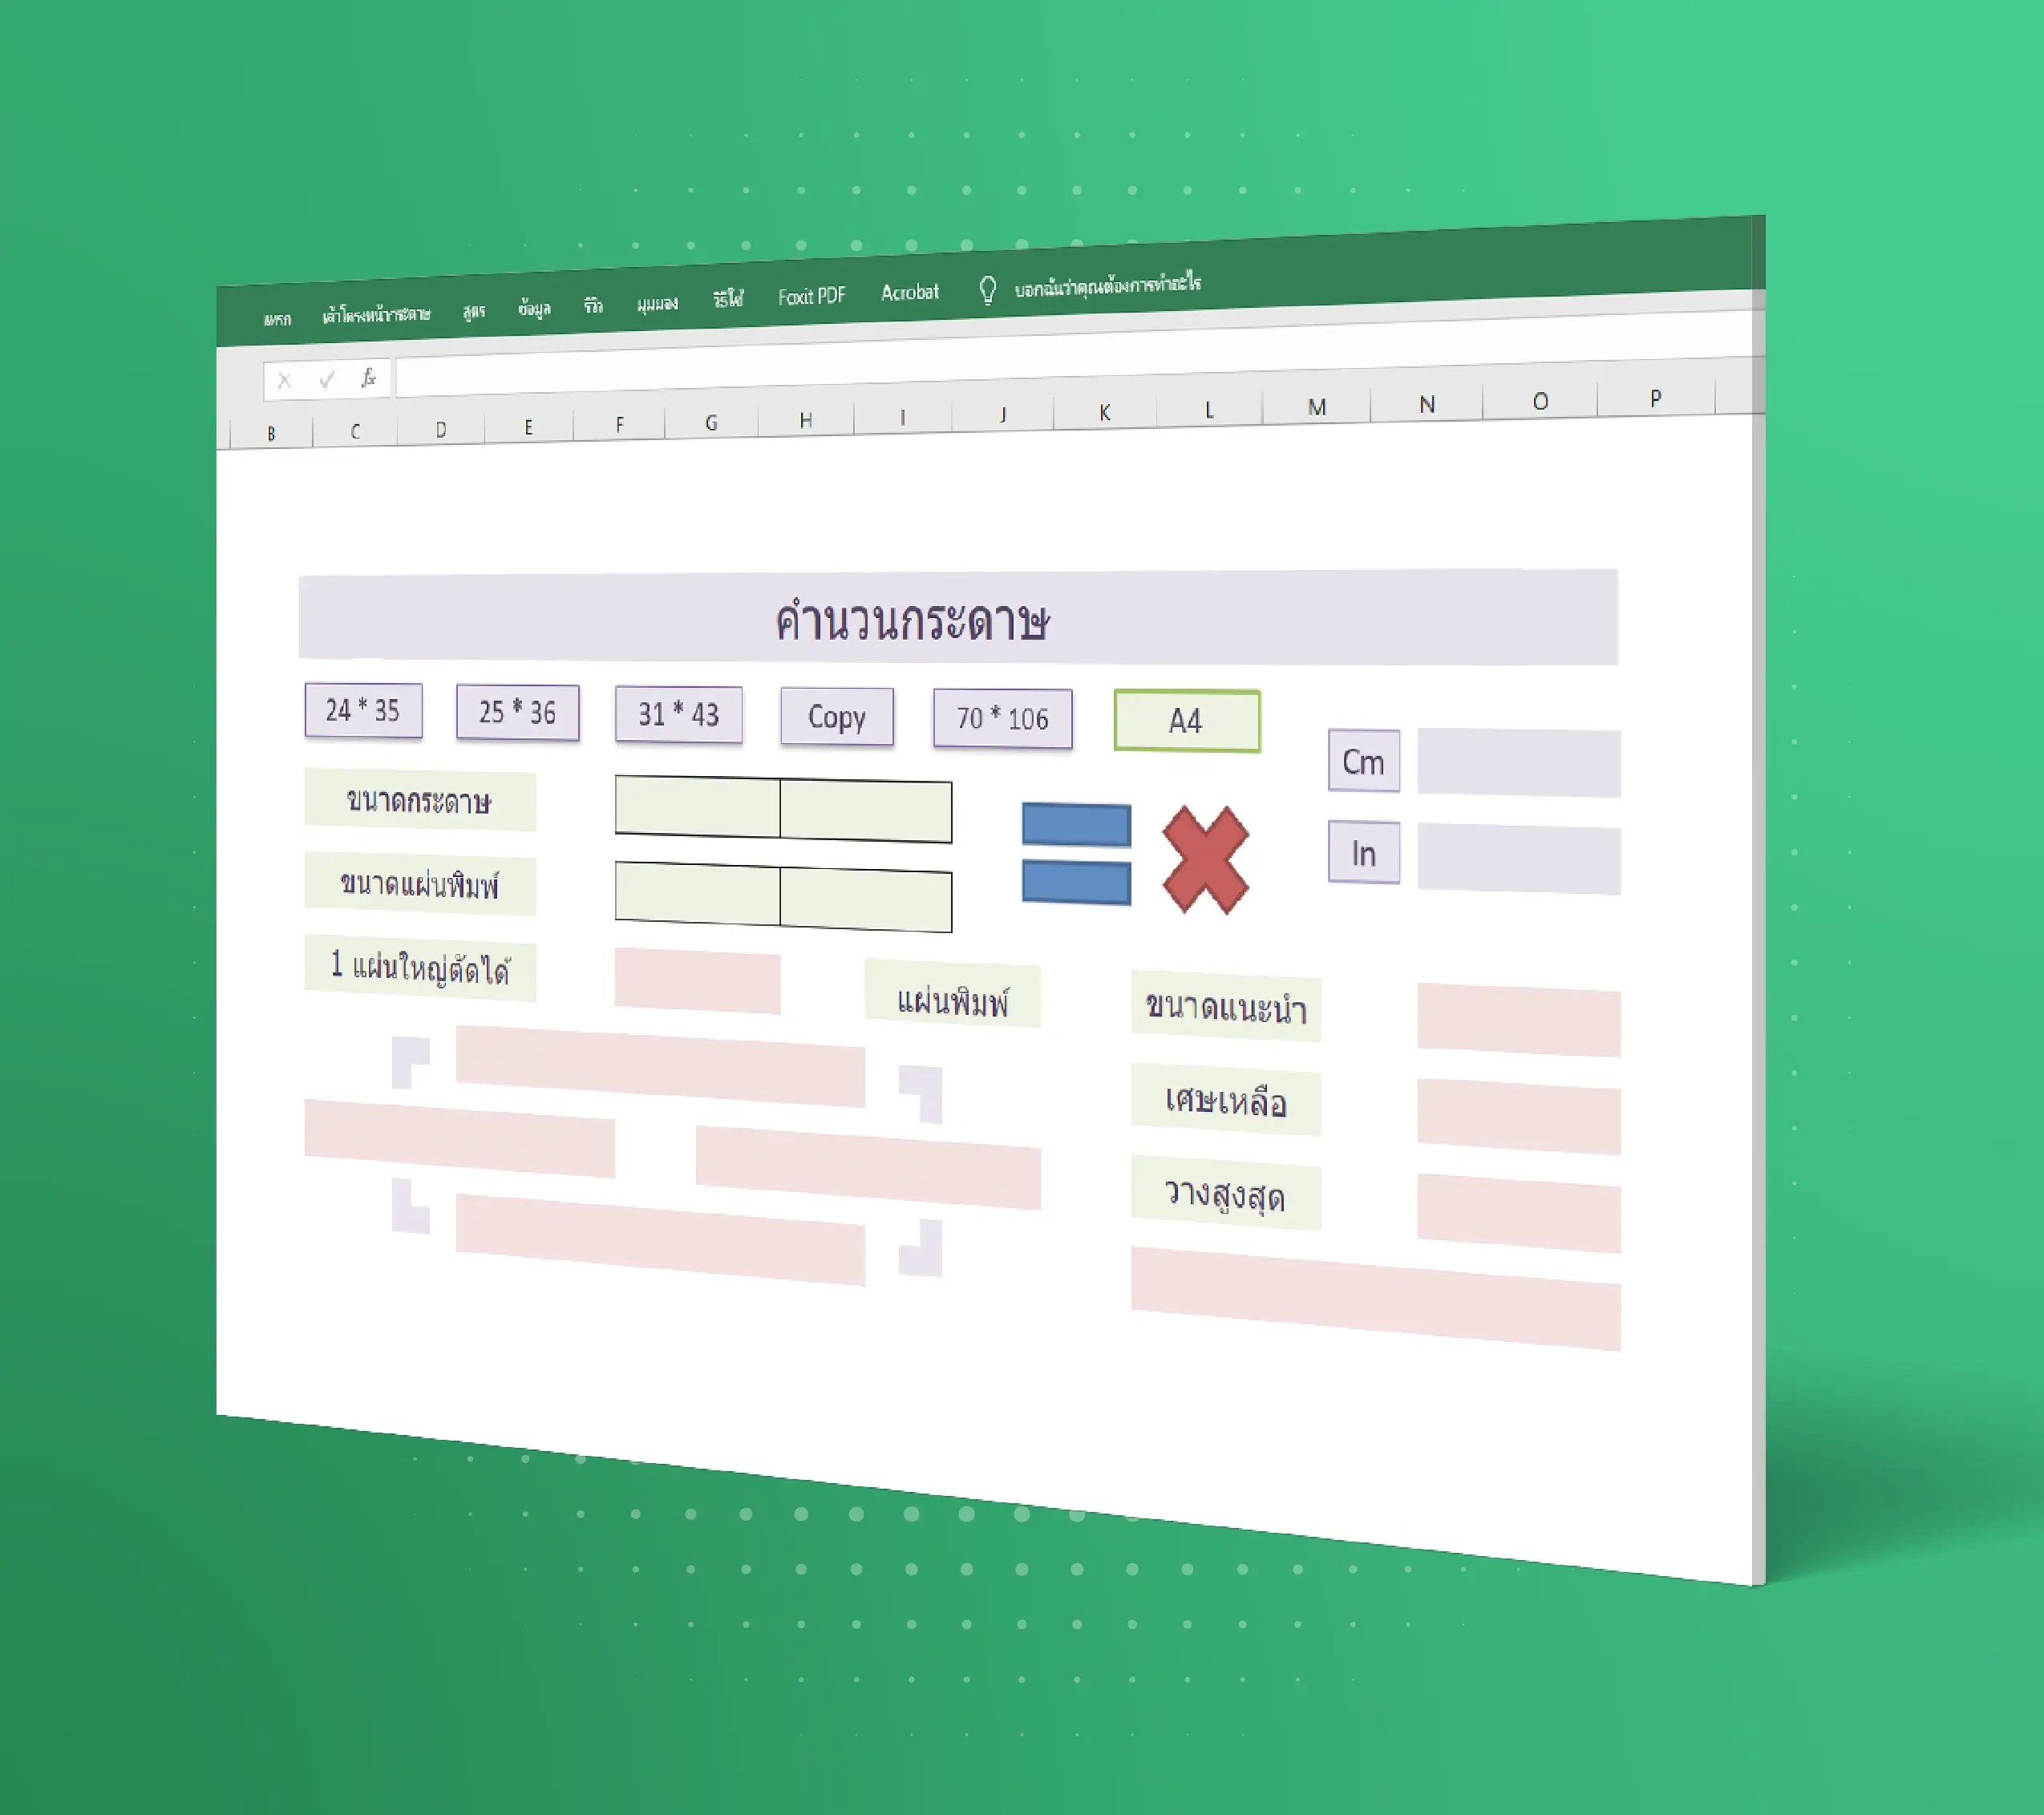 แทรก เค้าโครงหน้ากระดาษ สูตร ข้อมูล รีวิว มุมมอง วิธีใช้ Foxit PDF Acrobat บอกฉันว่าคุณต้องการทำอะไร
fx
B C D E F G H I J K L M N O P
คำนวนกระดาษ
24 * 35 25 * 36 31 * 43 Copy 70 * 106 A4
Cm
ขนาดกระดาษ
In
ขนาดแผ่นพิมพ์
1 แผ่นใหญ่ตัดได้ แผ่นพิมพ์ ขนาดแนะนำ
เศษเหลือ
วางสูงสุด